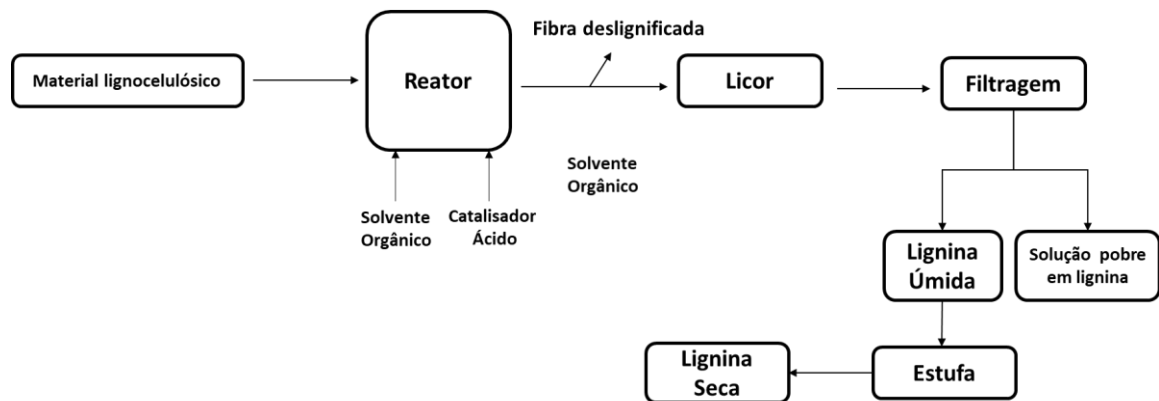 Fibra deslignificada
Material lignocelulósico
Reator
Licor
Filtragem
Solvente
Orgânico
Catalisador
Ácido
Solvente
Orgânico
Lignina
Úmida
Solução pobre
em lignina
Lignina
Seca
Estufa